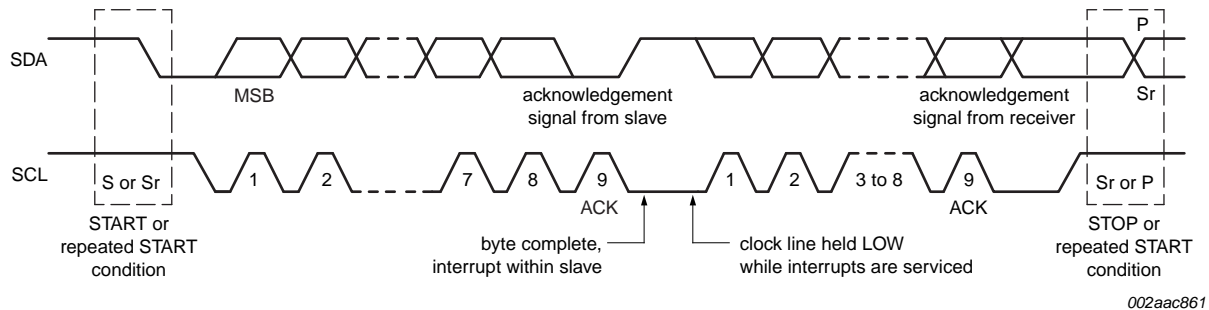 P
SDA
MSB
acknowledgement
signal from slave
acknowledgement
signal from receiver
Sr
SCL
S or Sr
1
2
7
8
9
1
2
3 to 8
9
Sr or P
ACK
ACK
START or
repeated START
condition
byte complete,
interrupt within slave
clock line held LOW
while interrupts are serviced
STOP or
repeated START
condition
002aac861